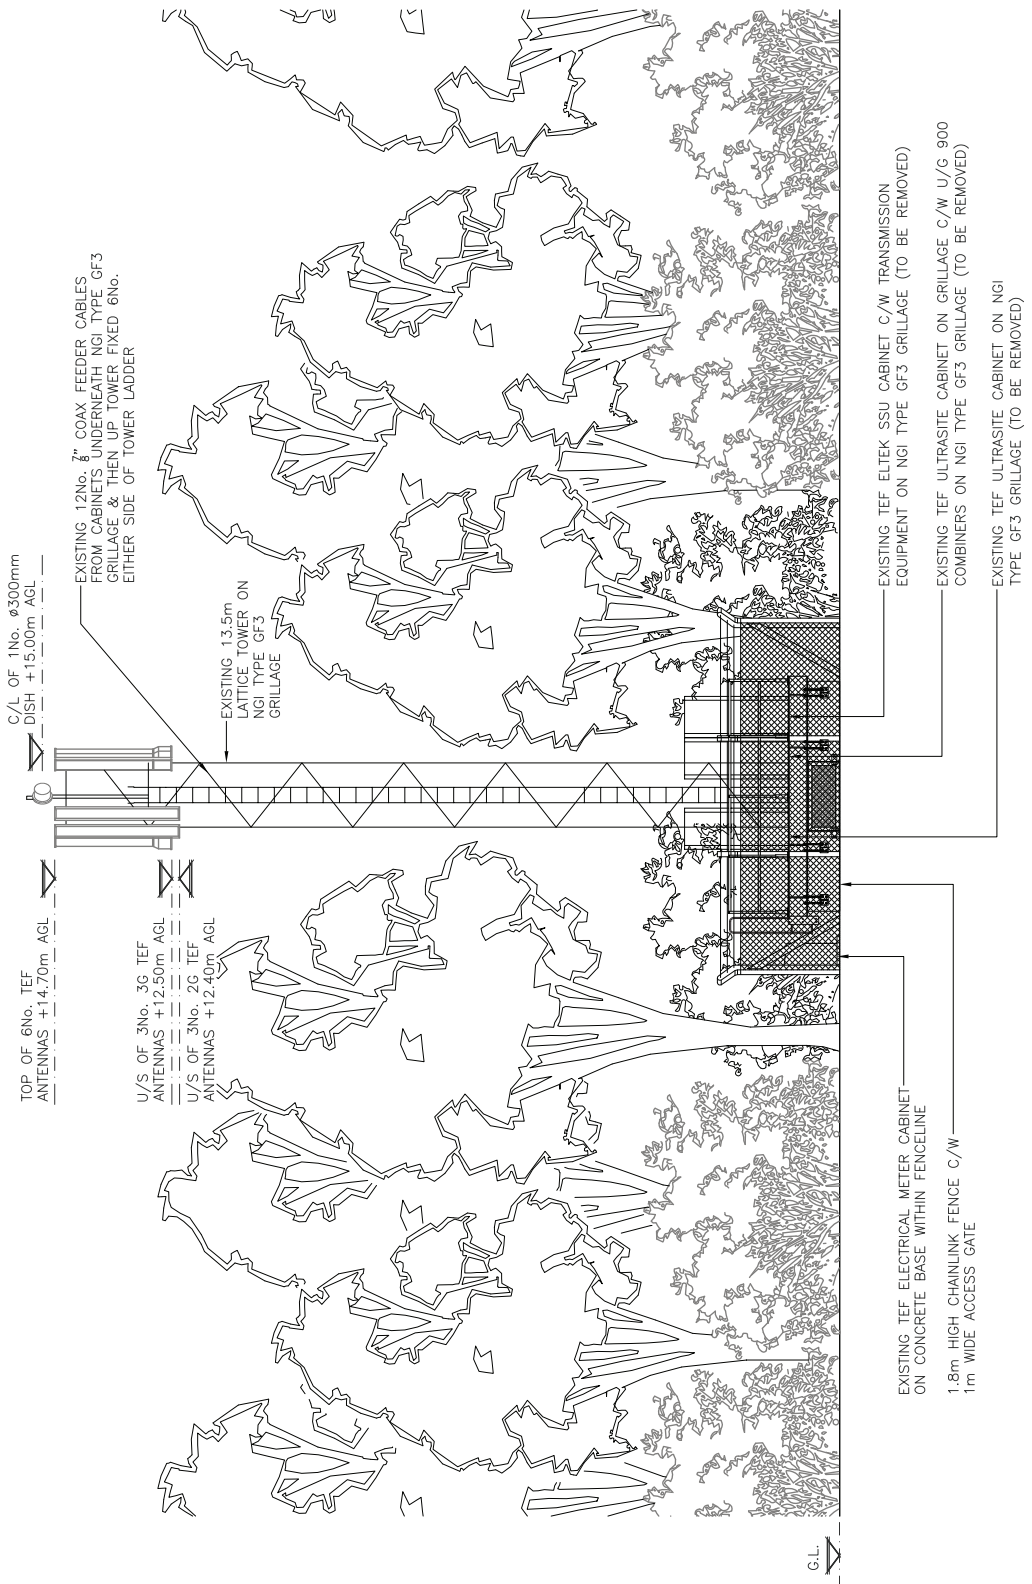 TOP OF 6No. TEF
ANTENNAS +14.70m AGL
U/S OF 3No. 3G TEF
ANTENNAS +12.50m AGL
U/S OF 3No. 2G TEF
ANTENNAS +12.40m AGL
C/L OF 1No. ø300mm
DISH +15.00m AGL
EXISTING 12No. 7/8" COAX FEEDER CABLES
FROM CABINETS UNDERNEATH NGI TYPE GF3
GRILLAGE & THEN UP TOWER FIXED 6No.
EITHER SIDE OF TOWER LADDER
EXISTING 13.5m
LATTICE TOWER ON
NGI TYPE GF3
GRILLAGE
G.L.
EXISTING TEF ELECTRICAL METER CABINET
ON CONCRETE BASE WITHIN FENCELINE
1.8m HIGH CHAINLINK FENCE C/W
1m WIDE ACCESS GATE
EXISTING TEF ELTEK SSU CABINET C/W TRANSMISSION
EQUIPMENT ON NGI TYPE GF3 GRILLAGE (TO BE REMOVED)
EXISTING TEF ULTRASITE CABINET ON GRILLAGE C/W U/G 900
COMBINERS ON NGI TYPE GF3 GRILLAGE (TO BE REMOVED)
EXISTING TEF ULTRASITE CABINET ON NGI
TYPE GF3 GRILLAGE (TO BE REMOVED)